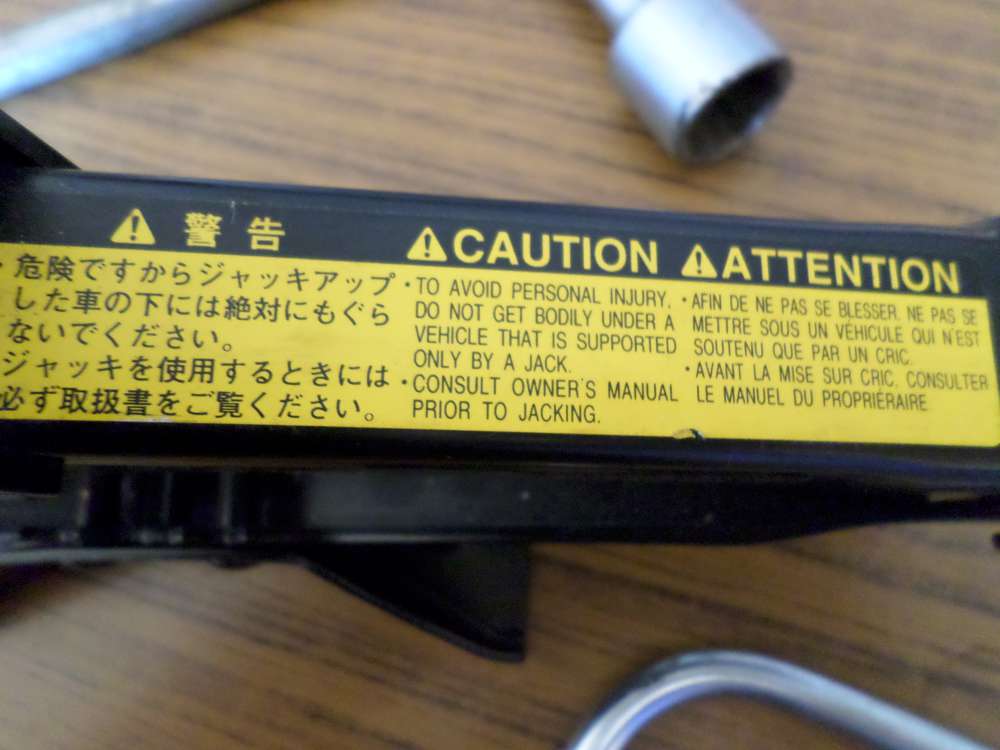 警告
・危険ですからジャッキアップ
した車の下には絶対にもぐら
ないでください。
ジャッキを使用するときには
必ず取扱書をご覧ください。
CAUTION
・TO AVOID PERSONAL INJURY,
DO NOT GET BODILY UNDER A
VEHICLE THAT IS SUPPORTED
ONLY BY A JACK.
・CONSULT OWNER'S MANUAL
PRIOR TO JACKING.
ATTENTION
・AFIN DE NE PAS SE BLESSER. NE PAS SE
METTRE SOUS UN VÉHICULE QUI N'EST
SOUTENU QUE PAR UN CRIC.
・AVANT LA MISE SUR CRIC, CONSULTER
LE MANUEL DU PROPRIÉRAIRE